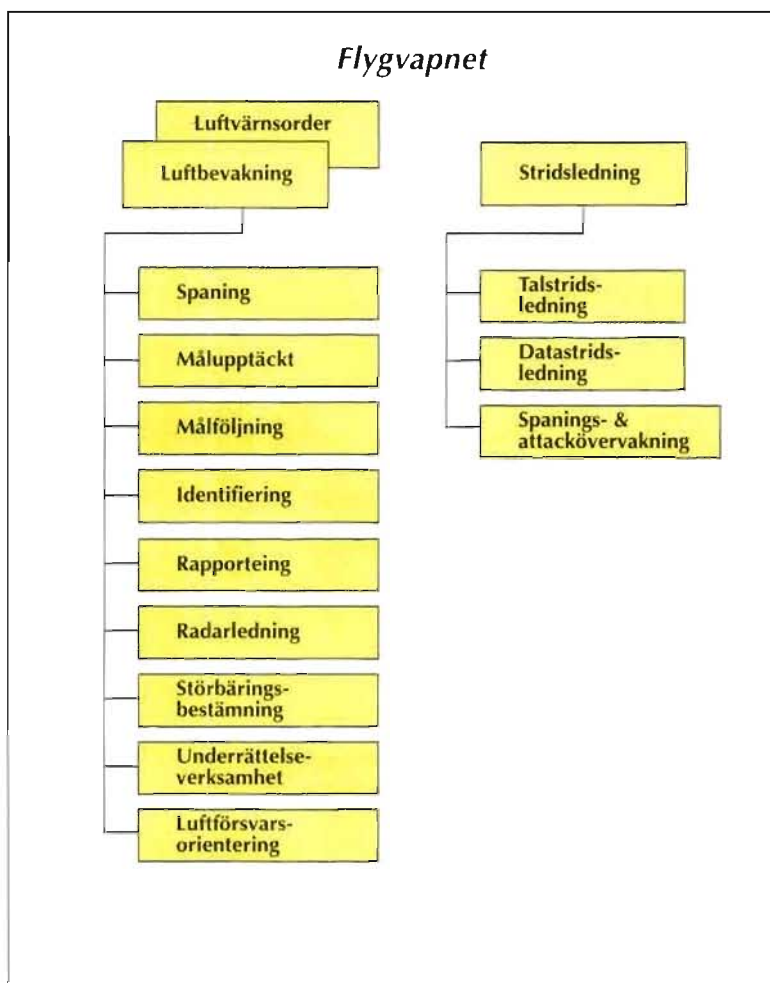 Flygvapnet
Luftvärnsorder
Luftbevakning
Spaning
Målupptäckt
Målföljning
Identifiering
Rapporteing
Radarledning
Störbärings-
bestämning
Underrättelse-
verksamhet
Luftförsvars-
orientering
Stridsledning
Talstrids-
ledning
Datastrids-
ledning
Spanings- &
attackövervakning